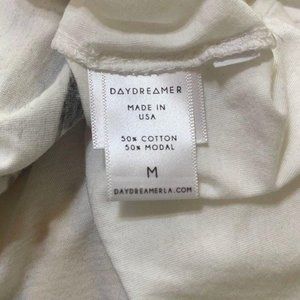 DAYDREAMER
MADE IN
USA
50% COTTON
50% MODAL
M
DAYDREAMERLA.COM